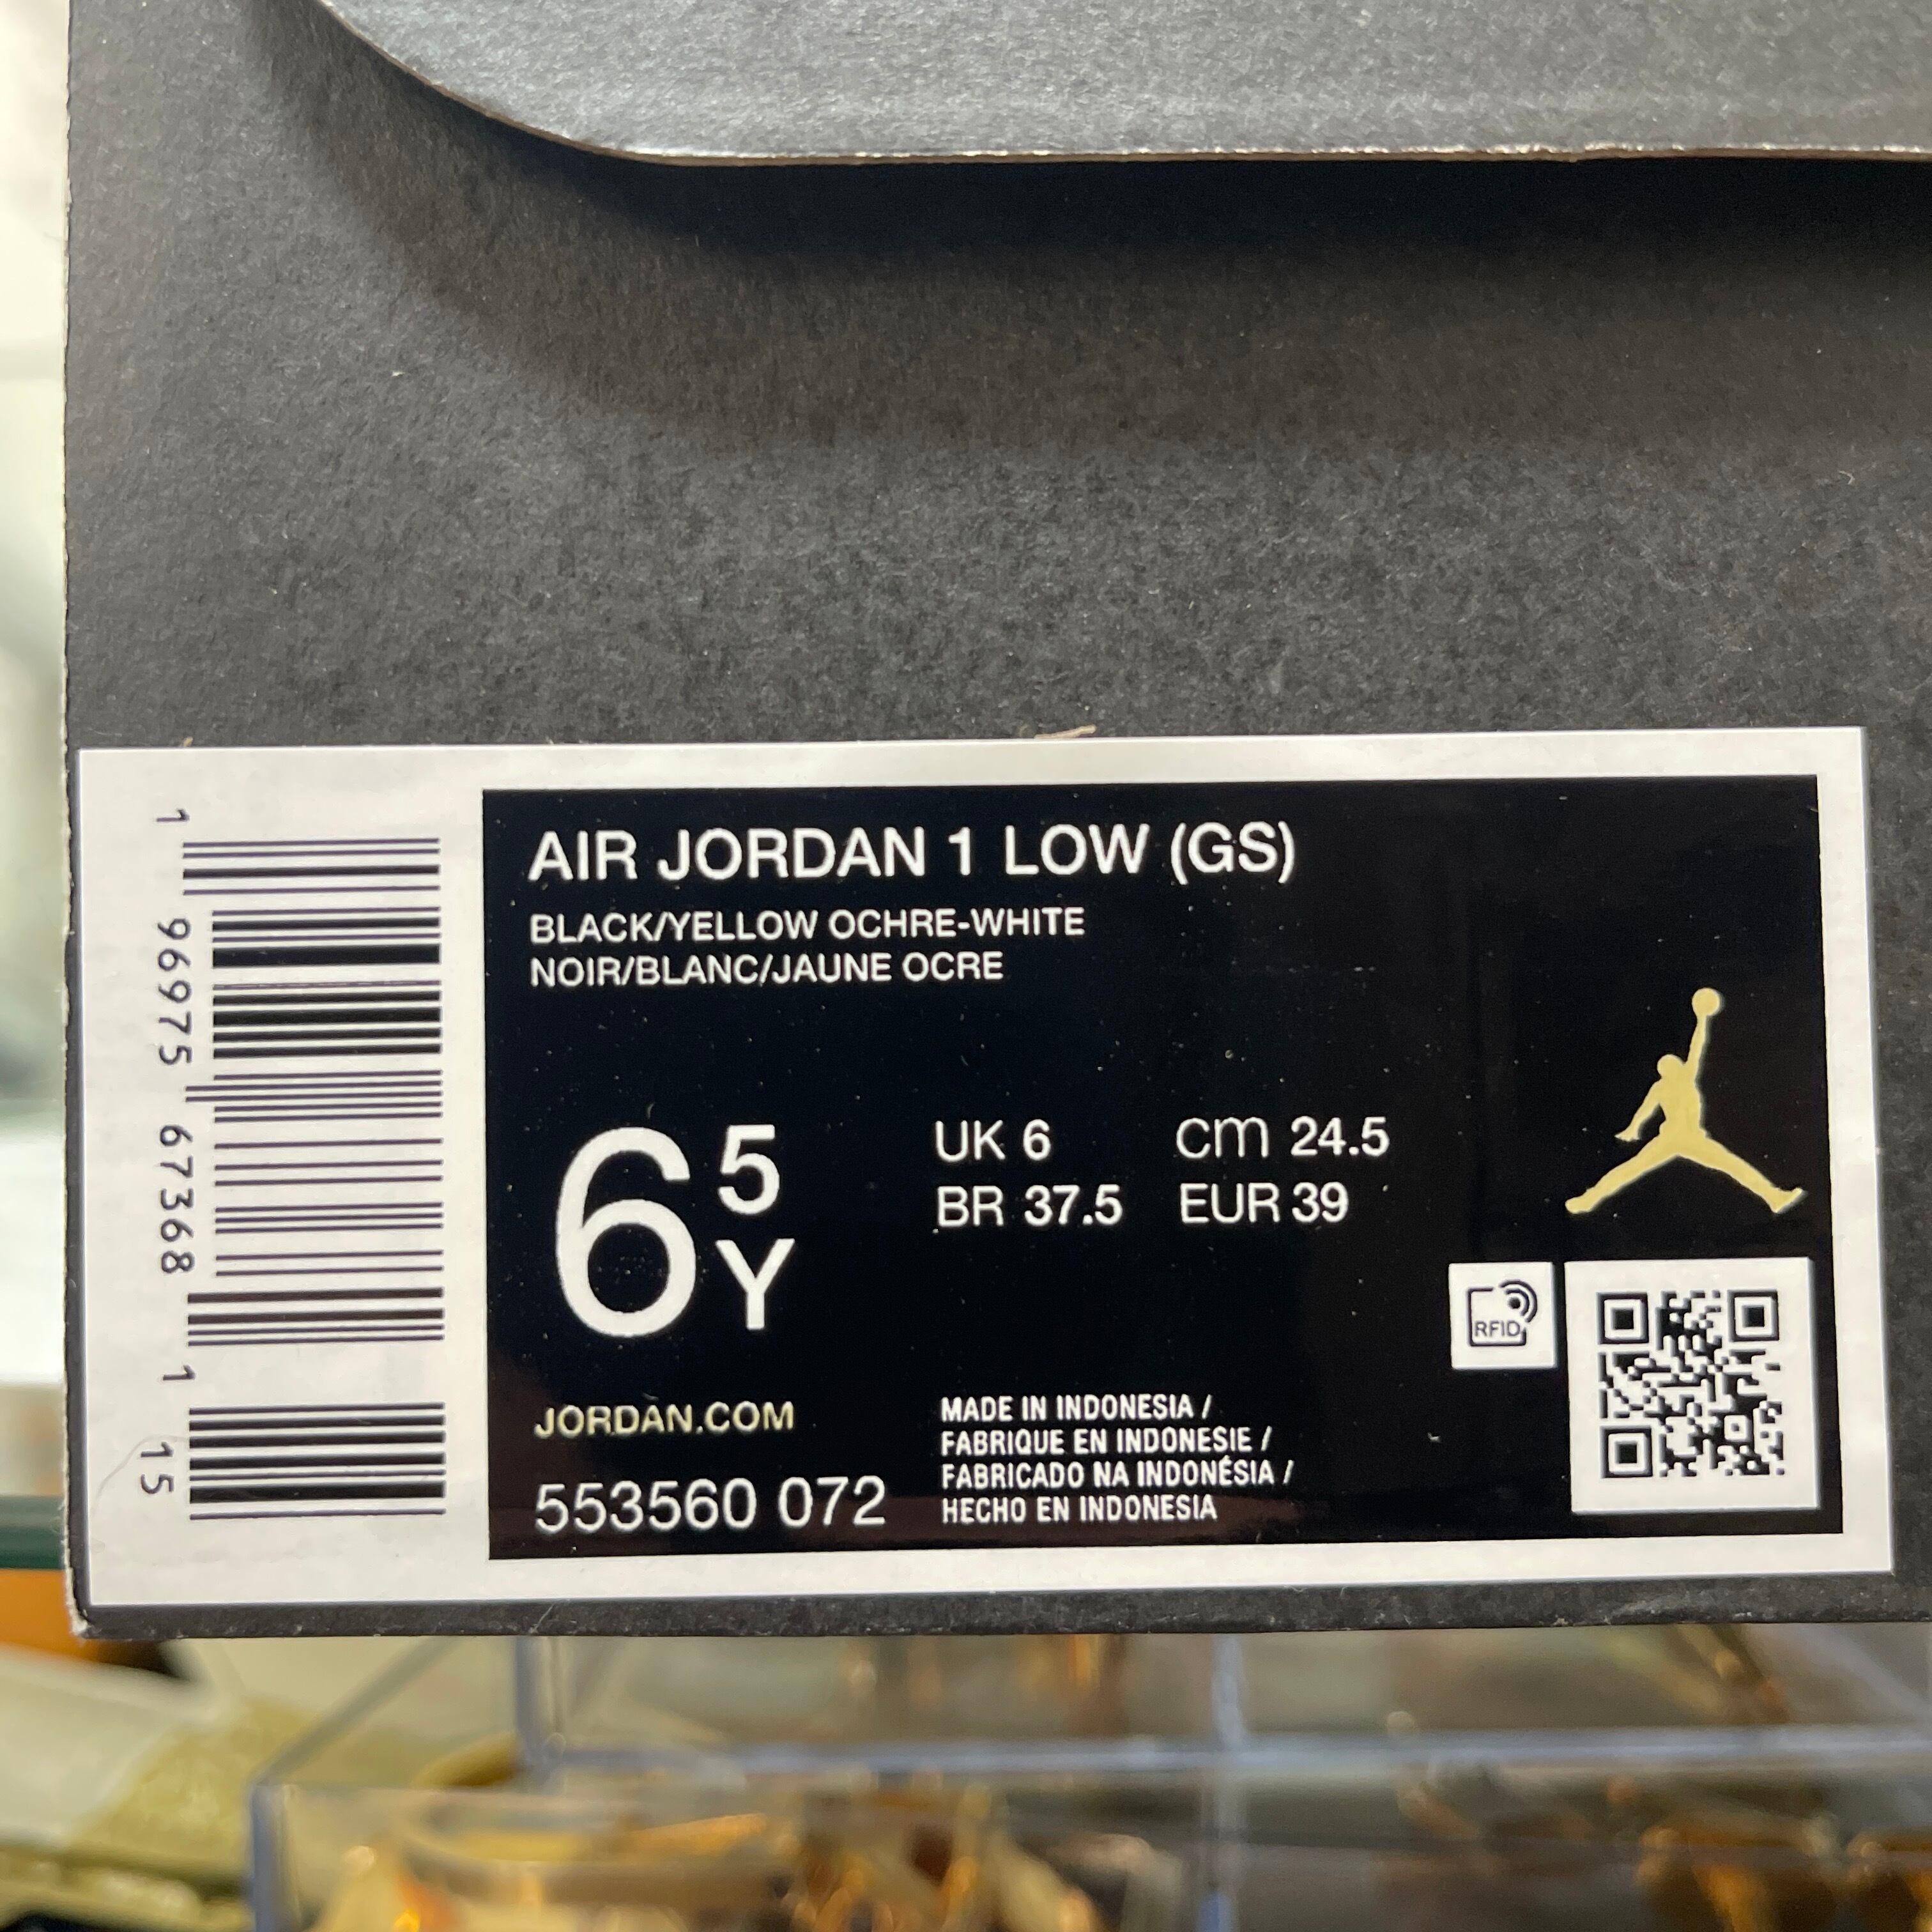 AIR JORDAN 1 LOW (GS)
BLACK/YELLOW OCHRE-WHITE
NOIR/BLANC/JAUNE OCRE
6 5
Y
UK 6 cm 24.5
BR 37.5 EUR 39
RFID
JORDAN.COM
553560 072
MADE IN INDONESIA /
FABRIQUE EN INDONESIE /
FABRICADO NA INDONÉSIA /
HECHO EN INDONESIA
1 96975 67368 1 15